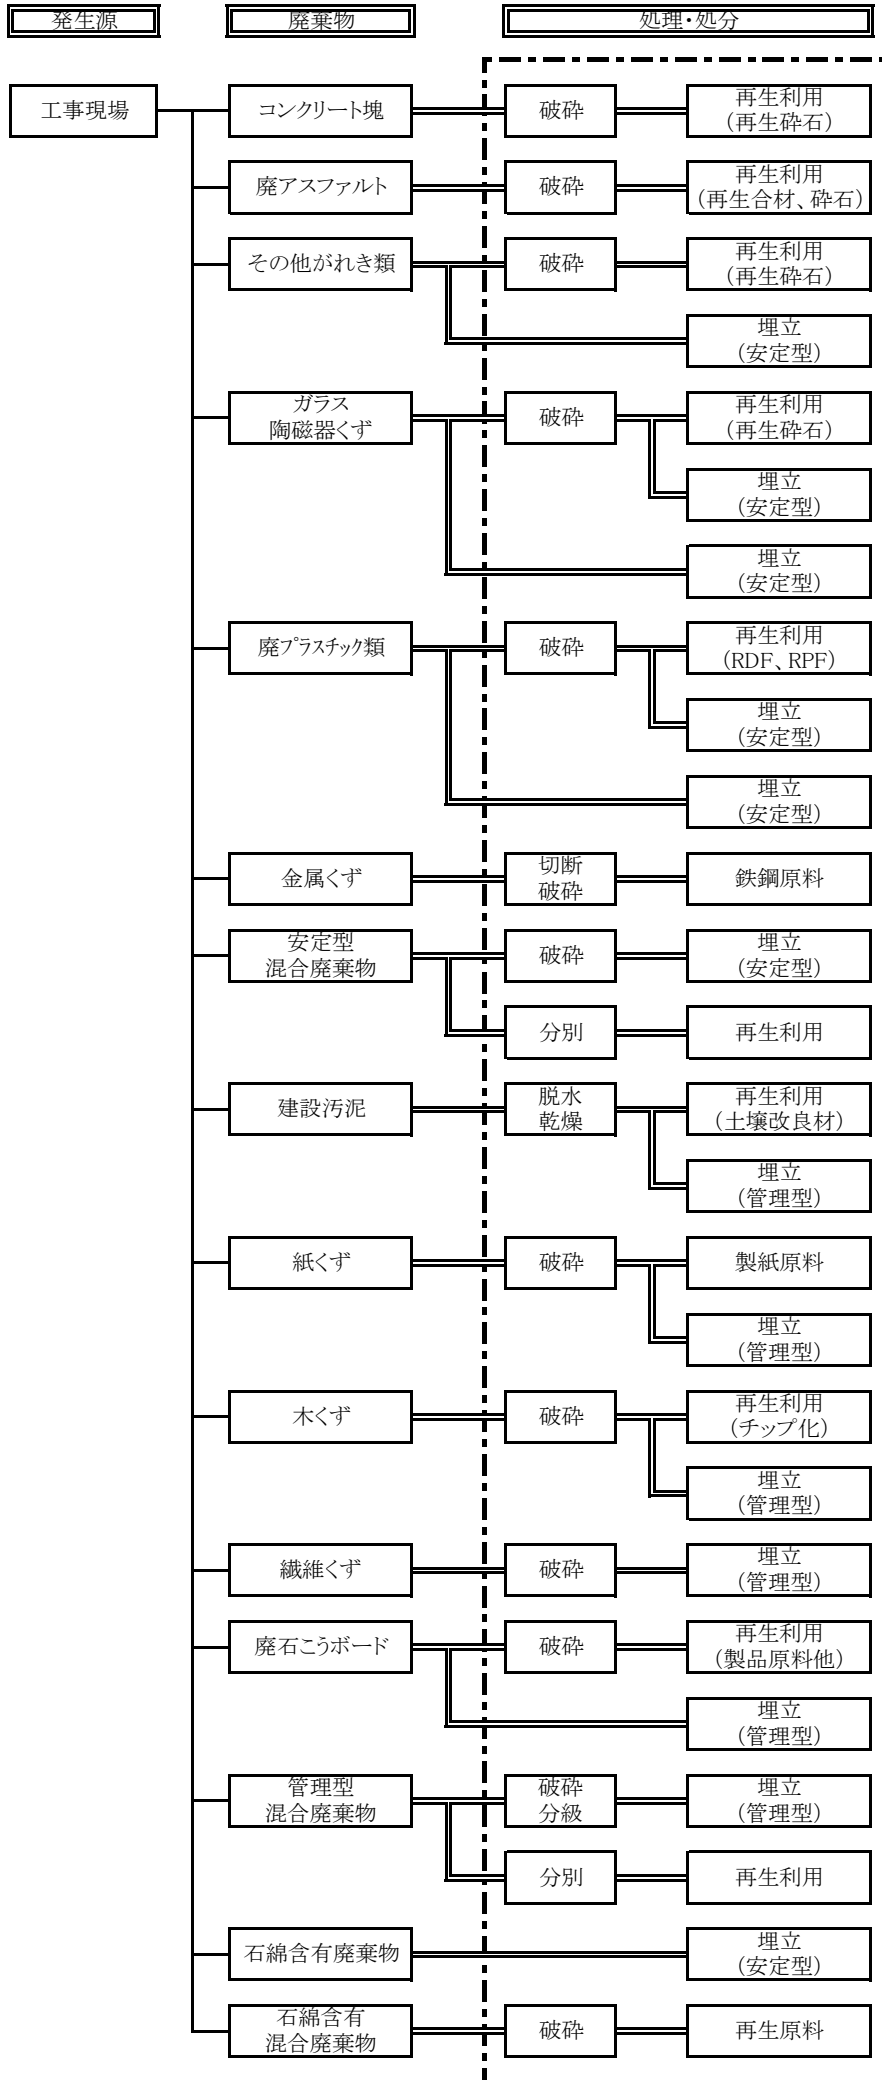 発生源
廃棄物
処理・処分
工事現場
コンクリート塊
破砕
再生利用
(再生砕石)
廃アスファルト
破砕
再生利用
(再生合材、砕石)
その他がれき類
破砕
再生利用
(再生砕石)
埋立
(安定型)
ガラス
陶磁器くず
破砕
再生利用
(再生砕石)
埋立
(安定型)
埋立
(安定型)
廃プラスチック類
破砕
再生利用
(RDF、RPF)
埋立
(安定型)
埋立
(安定型)
金属くず
切断
破砕
鉄鋼原料
安定型
混合廃棄物
破砕
埋立
(安定型)
分別
再生利用
建設汚泥
脱水
乾燥
再生利用
(土壌改良材)
埋立
(管理型)
紙くず
破砕
製紙原料
埋立
(管理型)
木くず
破砕
再生利用
(チップ化)
埋立
(管理型)
繊維くず
破砕
埋立
(管理型)
廃石こうボード
破砕
再生利用
(製品原料他)
埋立
(管理型)
管理型
混合廃棄物
破砕
分級
埋立
(管理型)
分別
再生利用
石綿含有廃棄物
埋立
(安定型)
石綿含有
混合廃棄物
破砕
再生原料